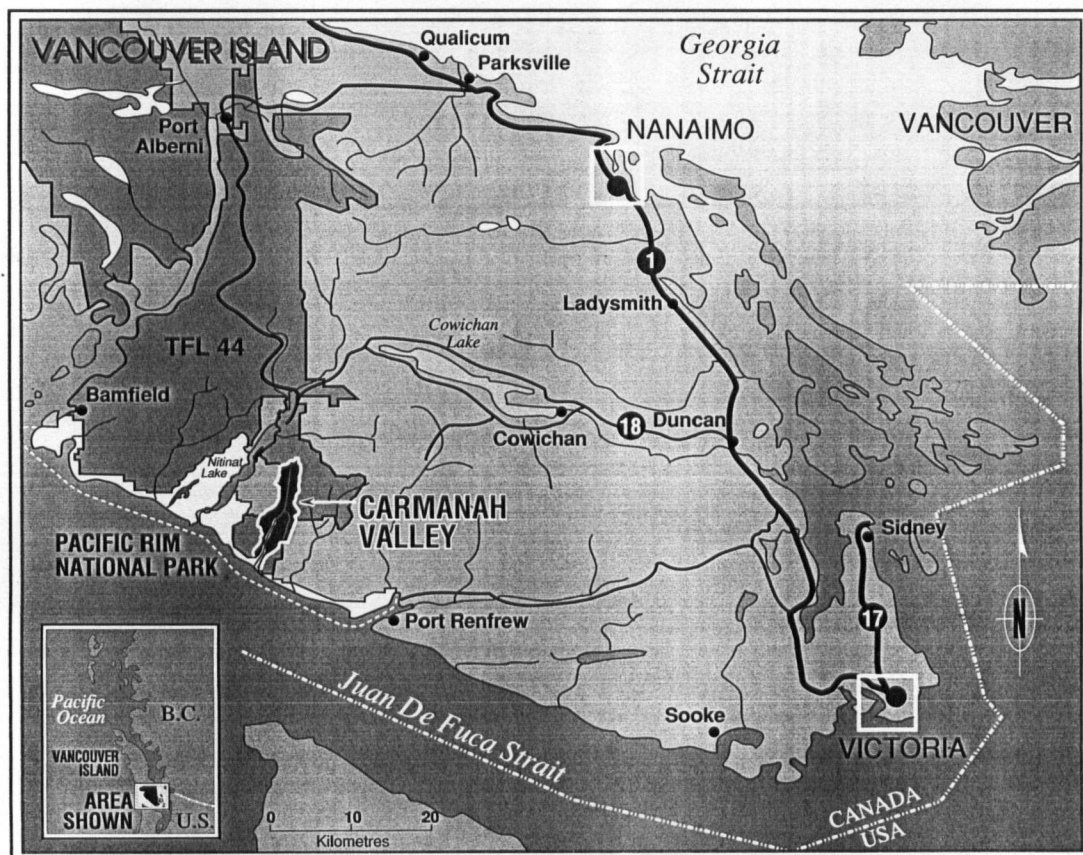 VANCOUVER ISLAND
Qualicum
Parksville
Georgia
Strait
Port
Alberni
NANAIMO
VANCOUVER
1
Ladysmith
TFL 44
Cowichan
Lake
Bamfield
Cowichan
18
Duncan
Nitinat
Lake
CARMANAH
VALLEY
PACIFIC RIM
NATIONAL PARK
Sidney
Port Renfrew
17
N
Juan De Fuca Strait
Sooke
VICTORIA
Pacific
Ocean
B.C.
VANCOUVER
ISLAND
AREA
SHOWN
U.S.
0 10 20
Kilometres
CANADA
USA